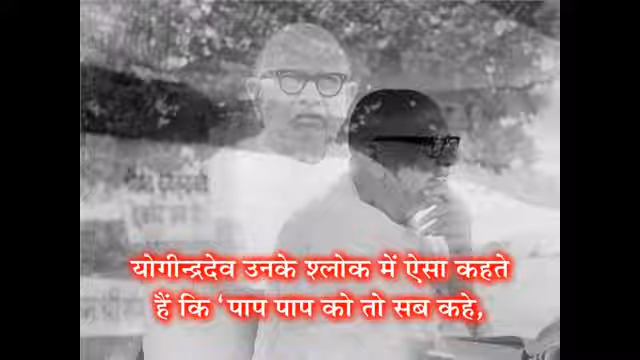 योगीन्द्रदेव उनके श्लोक में ऐसा कहते
हैं कि ‘पाप पाप को तो सब कहे,